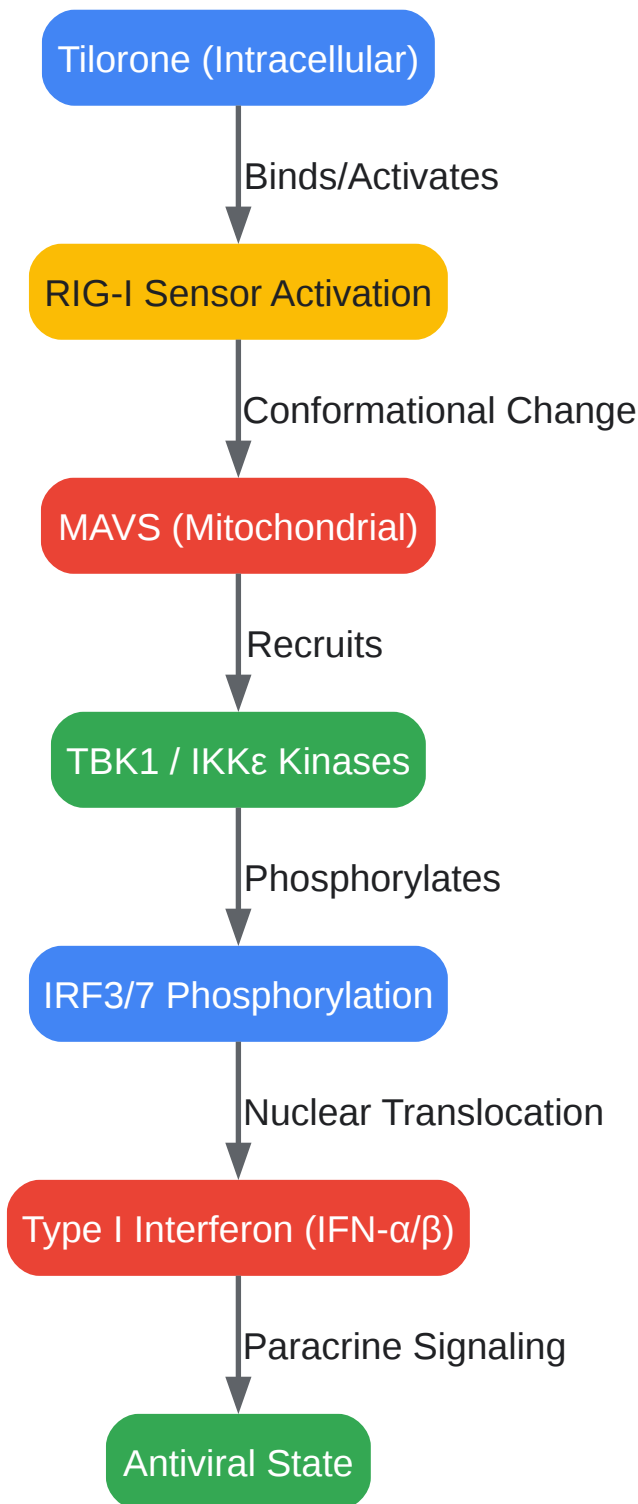 Tilorone (Intracellular)
Binds/Activates
RIG-I Sensor Activation
Conformational Change
MAVS (Mitochondrial)
Recruits
TBK1 / IKKε Kinases
Phosphorylates
IRF3/7 Phosphorylation
Nuclear Translocation
Type I Interferon (IFN-α/β)
Paracrine Signaling
Antiviral State